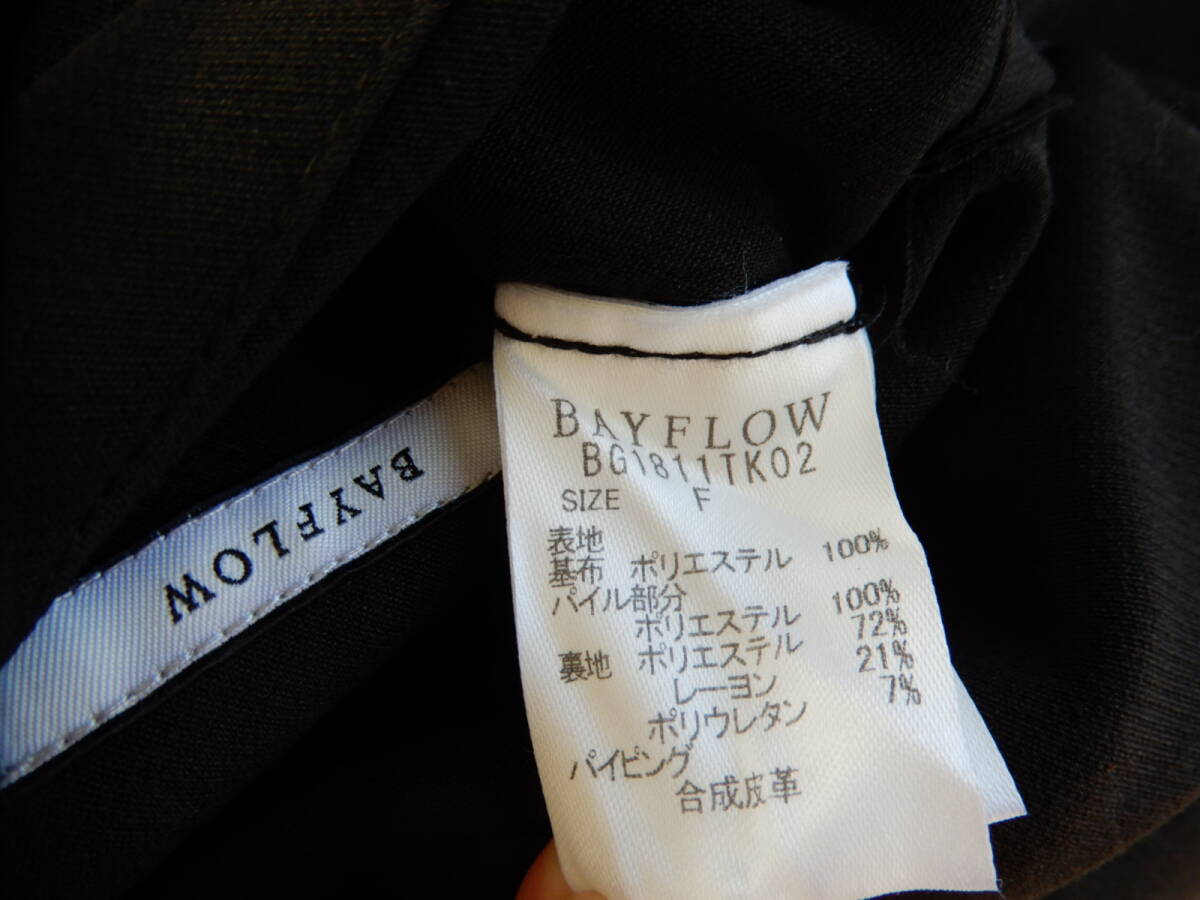 BAYFLOW
BAYFLOW
BG1811TK02
SIZE F
表地
基布 ポリエステル 100%
パイル部分
ポリエステル 100%
裏地 ポリエステル 72%
レーヨン 21%
ポリウレタン 7%
パイピング
合成皮革